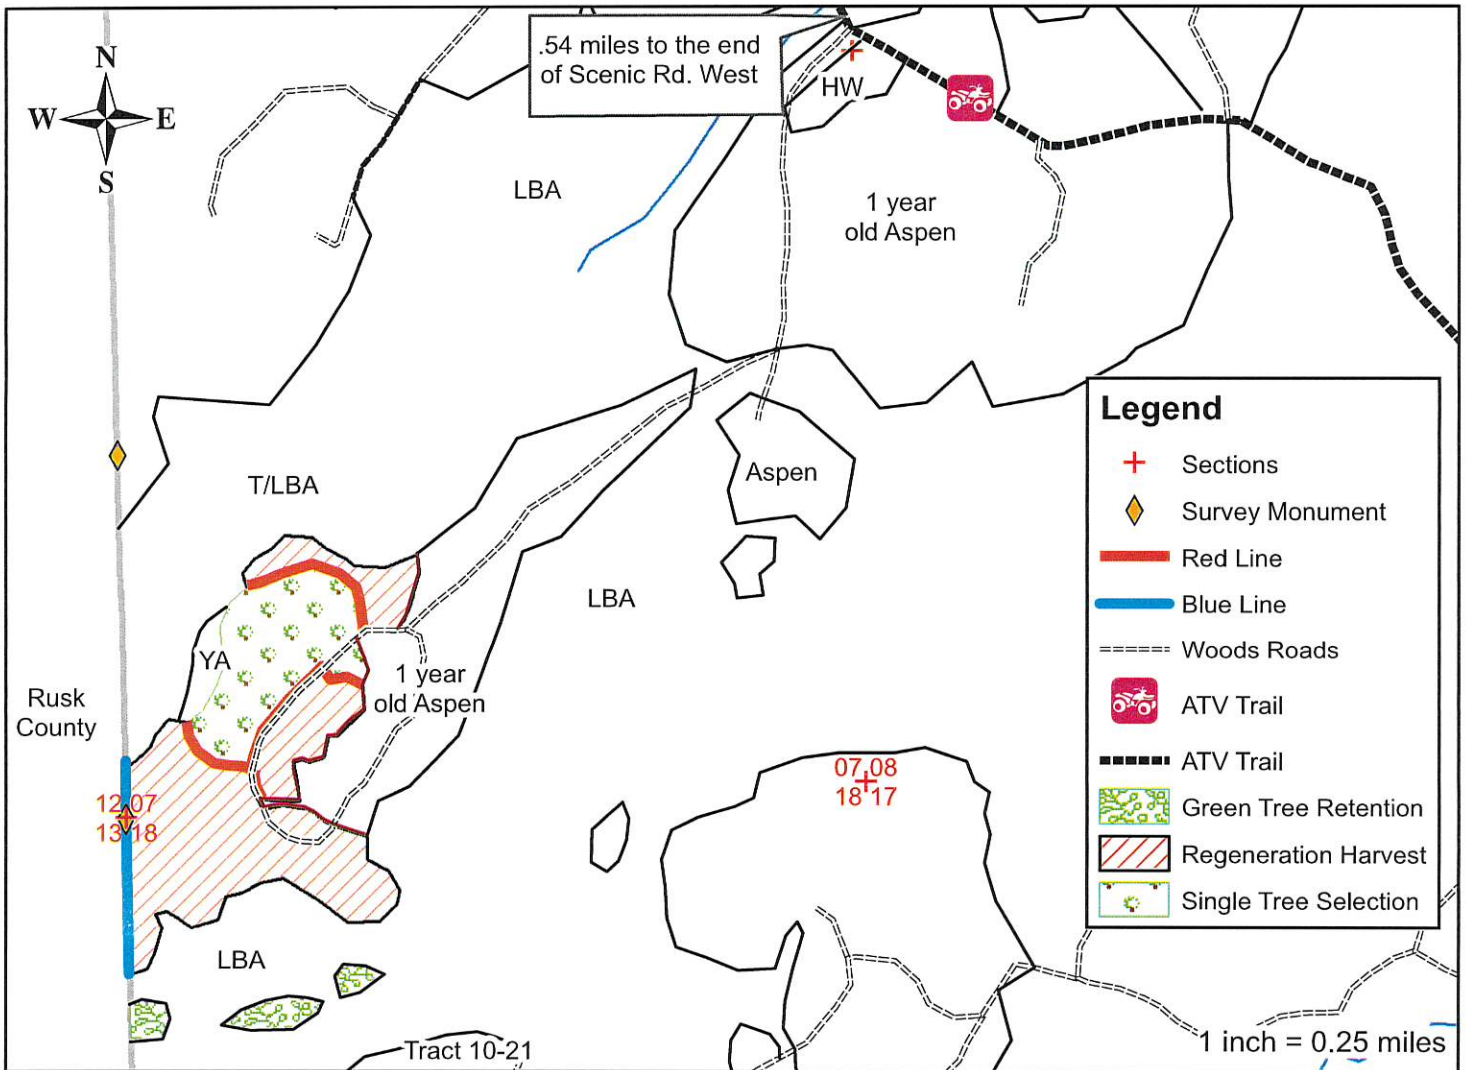 N
W E
S
.54 miles to the end
of Scenic Rd. West
HW
LBA
1 year
old Aspen
T/LBA
Aspen
LBA
YA
1 year
old Aspen
Rusk
County
12 07
13 18
07 08
18 17
LBA
Tract 10-21
Legend
Sections
Survey Monument
Red Line
Blue Line
Woods Roads
ATV Trail
ATV Trail
Green Tree Retention
Regeneration Harvest
Single Tree Selection
1 inch = 0.25 miles